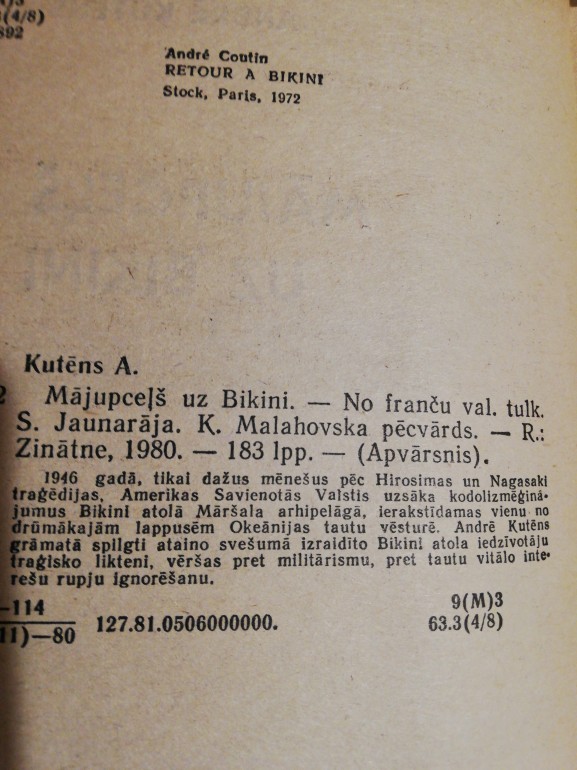 (4/8)
892
André Coutin
RETOUR A BIKINI
Stock, Paris, 1972
Kutēns A.
Mājupceļš uz Bikini. — No franču val. tulk.
S. Jaunarāja. K. Malahovska pēcvārds. — R.:
Zinātne, 1980. — 183 lpp. — (Apvārsnis).
1946 gadā, tikai dažus mēnešus pēc Hirosimas un Nagasaki
traģēdijas, Amerikas Savienotās Valstis uzsāka kodolizmēģinā-
jumus Bikini atolā Māršala arhipelāgā, ierakstīdamas vienu no
drūmākajām lappusēm Okeānijas tautu vēsturē. Andrē Kutēns
grāmatā spilgti ataino svešumā izraidīto Bikini atola iedzīvotāju
traģisko likteni, vēršas pret militārismu, pret tautu vitālo inte-
rešu rupju ignorēšanu.
—114
11)—80
127.81.0506000000.
9(M)3
63.3(4/8)